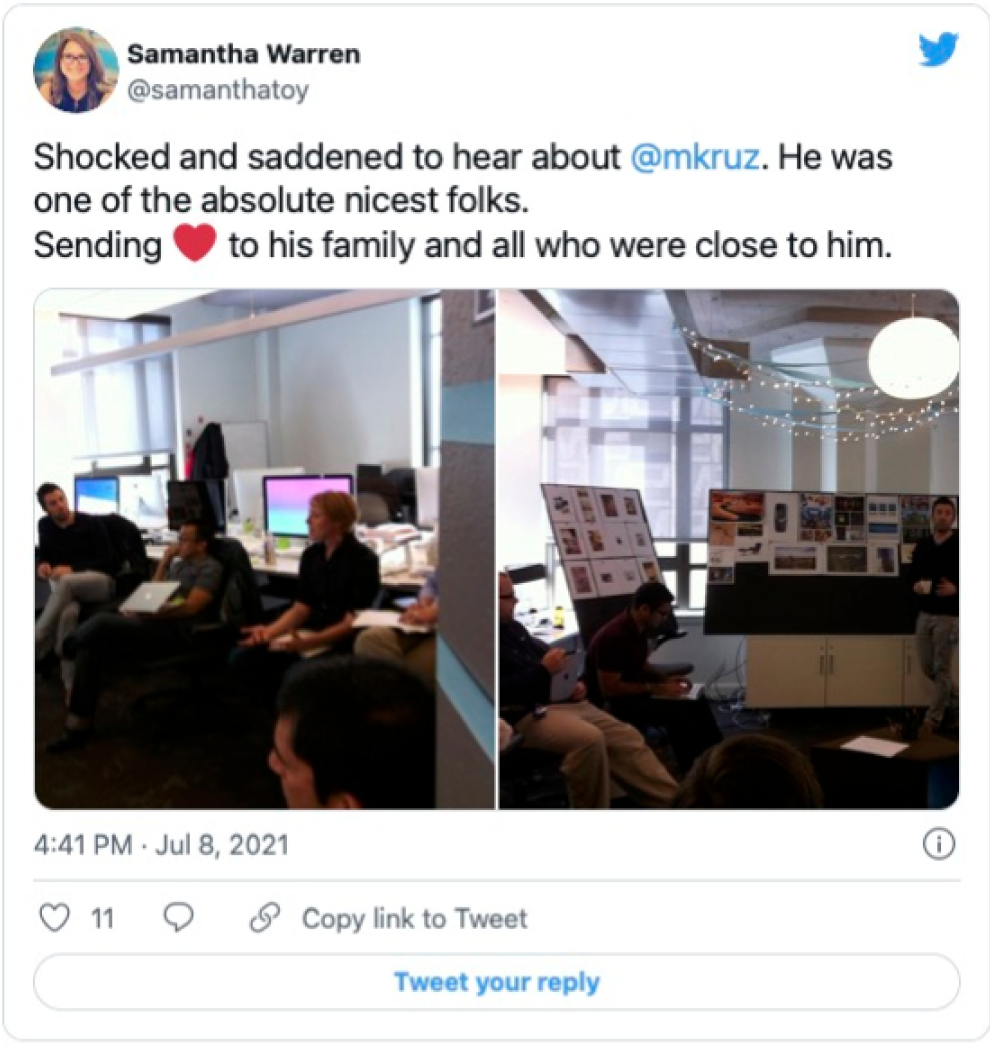 Samantha Warren
@samanthatoy
Shocked and saddened to hear about @mkruz. He was
one of the absolute nicest folks.
Sending ❤️ to his family and all who were close to him.
4:41 PM · Jul 8, 2021
11
Copy link to Tweet
Tweet your reply